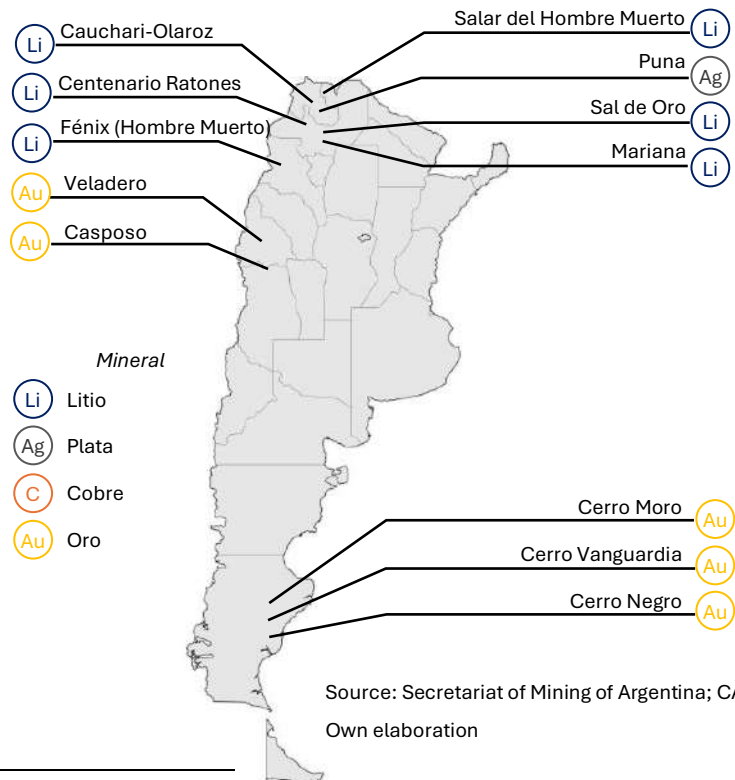 Li Cauchari-Olaroz
Li Centenario Ratones
Li Fénix (Hombre Muerto)
Au Veladero
Au Casposo
Salar del Hombre Muerto Li
Puna Ag
Sal de Oro Li
Mariana Li
Mineral
Li Litio
Ag Plata
C Cobre
Au Oro
Cerro Moro Au
Cerro Vanguardia Au
Cerro Negro Au
Source: Secretariat of Mining of Argentina;
Own elaboration